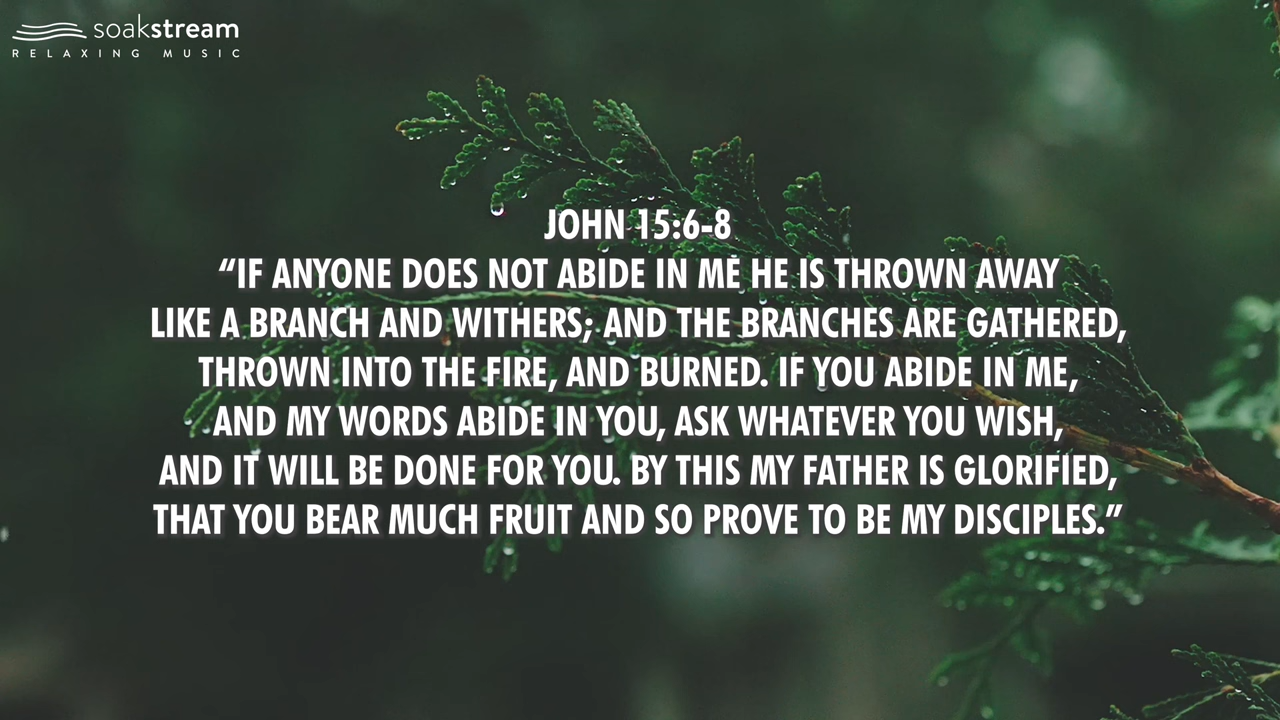 soakstream
RELAXING MUSIC
JOHN 15:6-8
“IF ANYONE DOES NOT ABIDE IN ME HE IS THROWN AWAY
LIKE A BRANCH AND WITHERS; AND THE BRANCHES ARE GATHERED,
THROWN INTO THE FIRE, AND BURNED. IF YOU ABIDE IN ME,
AND MY WORDS ABIDE IN YOU, ASK WHATEVER YOU WISH,
AND IT WILL BE DONE FOR YOU. BY THIS MY FATHER IS GLORIFIED,
THAT YOU BEAR MUCH FRUIT AND SO PROVE TO BE MY DISCIPLES.”